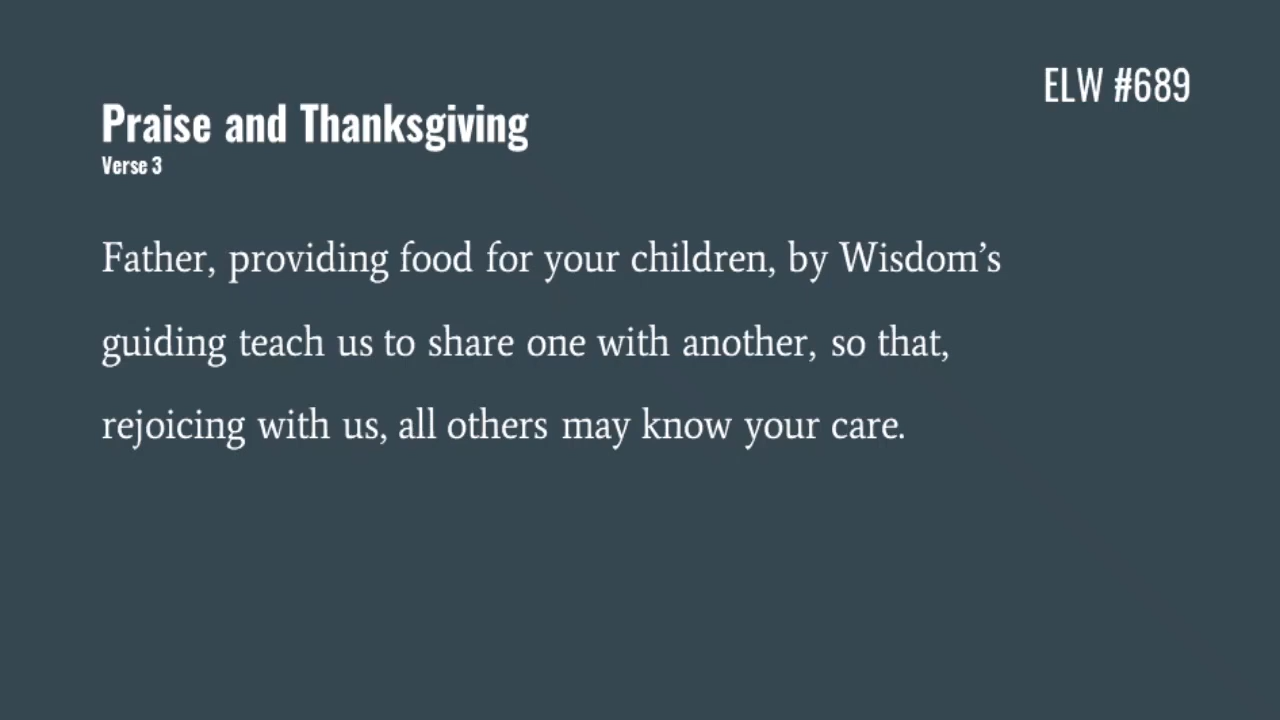 ELW #689
Praise and Thanksgiving
Verse 3
Father, providing food for your children, by Wisdom’s
guiding teach us to share one with another, so that,
rejoicing with us, all others may know your care.